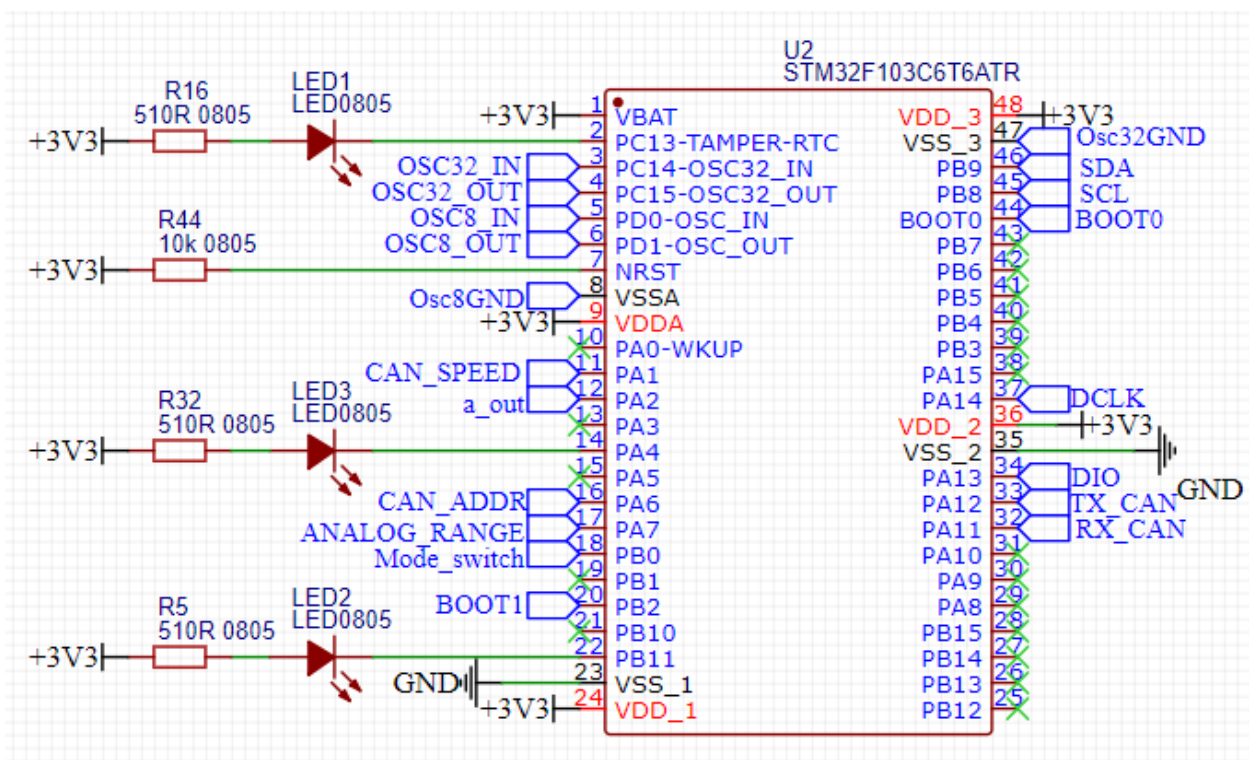 U2
STM32F103C6T6ATR
R16
510R 0805
LED1
LED0805
+3V3
+3V3
1
VBAT
2
PC13-TAMPER-RTC
OSC32_IN
3
PC14-OSC32_IN
OSC32_OUT
4
PC15-OSC32_OUT
OSC8_IN
5
PD0-OSC_IN
OSC8_OUT
6
PD1-OSC_OUT
R44
10k 0805
+3V3
7
NRST
Osc8GND
8
VSSA
+3V3
9
VDDA
10
PA0-WKUP
CAN_SPEED
11
PA1
a_out
12
PA2
13
PA3
R32
510R 0805
LED3
LED0805
+3V3
14
PA4
15
PA5
CAN_ADDR
16
PA6
ANALOG_RANGE
17
PA7
Mode_switch
18
PB0
19
PB1
BOOT1
20
PB2
21
PB10
R5
510R 0805
LED2
LED0805
+3V3
22
PB11
GND
23
VSS_1
+3V3
24
VDD_1
VDD_3
48
+3V3
VSS_3
47
Osc32GND
PB9
46
SDA
PB8
45
SCL
BOOT0
44
BOOT0
PB7
43
PB6
42
PB5
41
PB4
40
PB3
39
PA15
38
PA14
37
DCLK
VDD_2
36
+3V3
VSS_2
35
GND
PA13
34
DIO
PA12
33
TX_CAN
PA11
32
RX_CAN
PA10
31
PA9
30
PA8
29
PB15
28
PB14
27
PB13
26
PB12
25